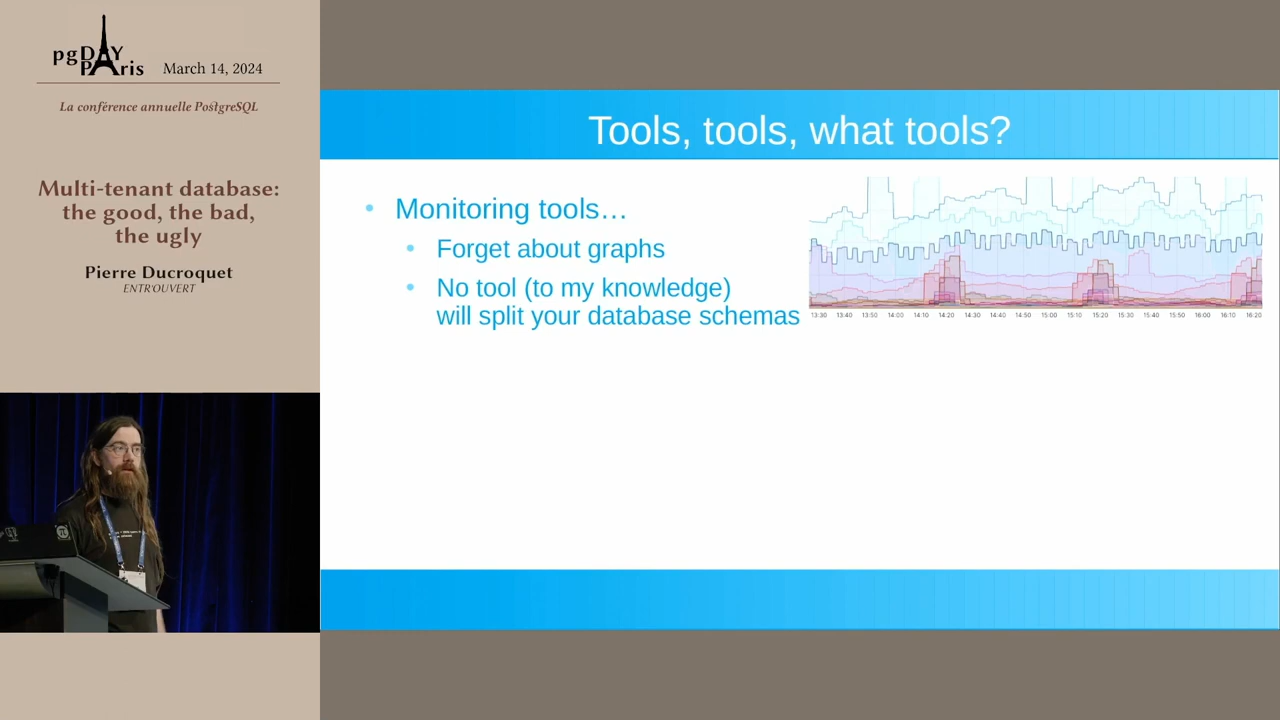 pgDAY
PAris
March 14, 2024
La conférence annuelle PostgreSQL
Multi-tenant database:
the good, the bad,
the ugly
Pierre Ducroquet
ENTR'OUVERT
Tools, tools, what tools?
• Monitoring tools…
• Forget about graphs
• No tool (to my knowledge)
will split your database schemas
13:30 13:40 13:50 14:00 14:10 14:20 14:30 14:40 14:50 15:00 15:10 15:20 15:30 15:40 15:50 16:00 16:10 16:20